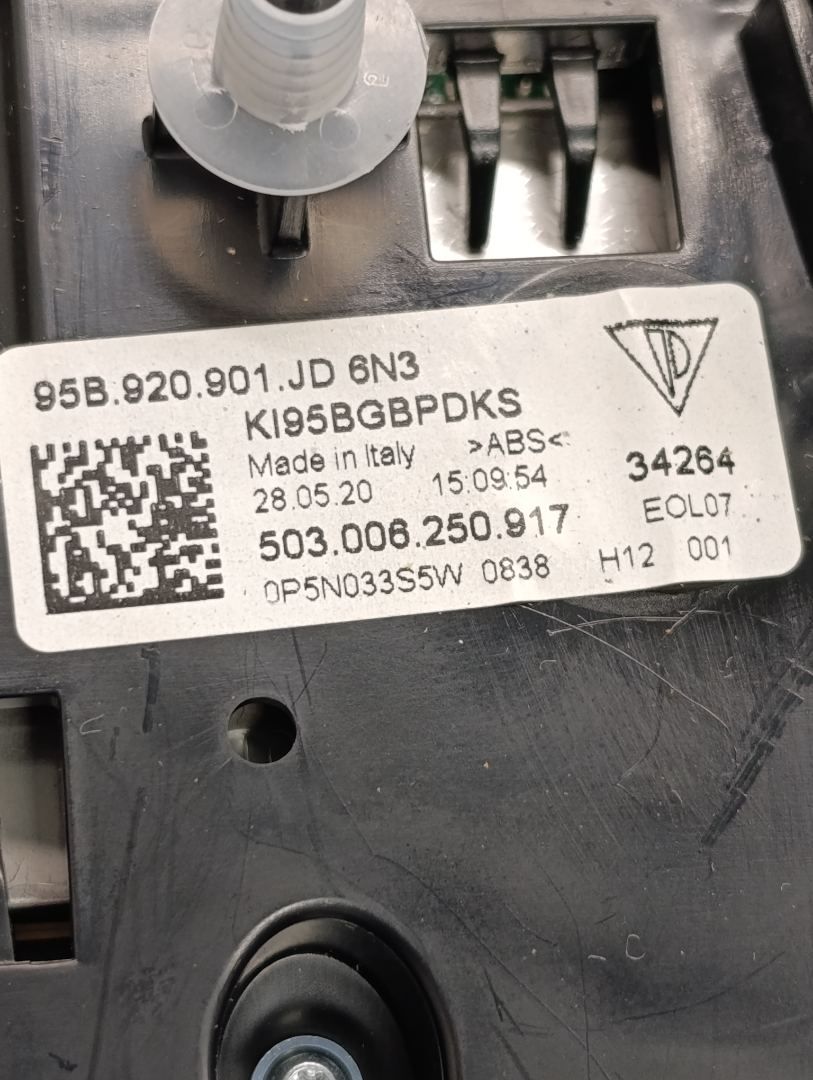 95B.920.901.JD 6N3
KI95BGBPDKS
Made in Italy >ABS<
34264
28.05.20 15:09:54
EOL07
503.006.250.917
0P5N033S5W 0838 H12 001